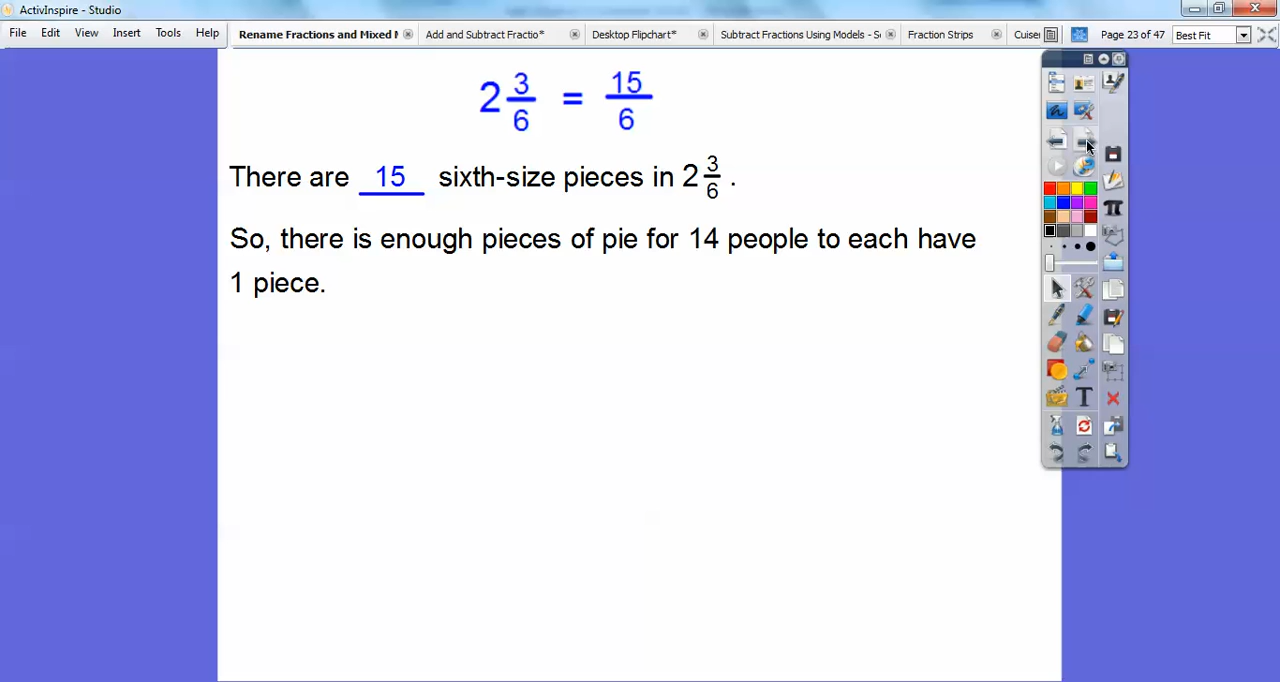 ActivInspire - Studio
File Edit View Insert Tools Help Rename Fractions and Mixed N Add and Subtract Fractio* Desktop Flipchart* Subtract Fractions Using Models - Se Fraction Strips Cuiser Page 23 of 47 Best Fit
2 3/6 = 15/6
There are 15 sixth-size pieces in 2 3/6 .
So, there is enough pieces of pie for 14 people to each have
1 piece.